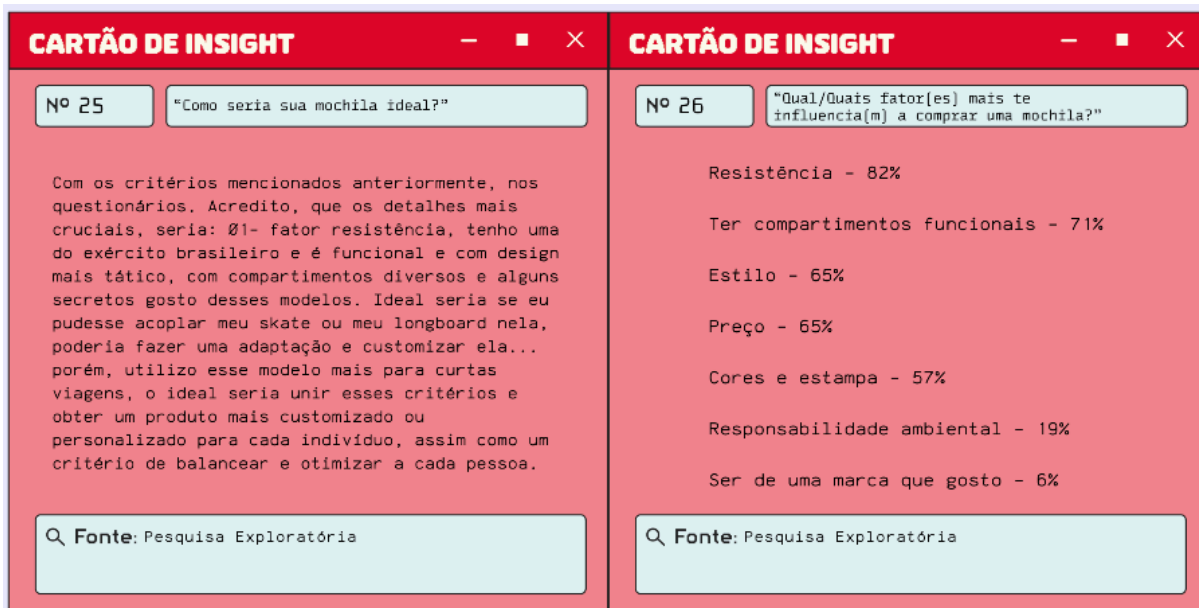 CARTÃO DE INSIGHT
Nº 25
“Como seria sua mochila ideal?”
Com os critérios mencionados anteriormente, nos
questionários, Acredito, que os detalhes mais
cruciais, seria: 01- fator resistência, tenho uma
do exército brasileiro e é funcional e com design
mais tático, com compartimentos diversos e alguns
secretos gosto desses modelos. Ideal seria se eu
pudesse acoplar meu skate ou meu longboard nela,
poderia fazer uma adaptação e customizar ela...
porém, utilizo esse modelo mais para curtas
viagens, o ideal seria unir esses critérios e
obter um produto mais customizado ou
personalizado para cada indivíduo, assim como um
critério de balancear e otimizar a cada pessoa.
Fonte: Pesquisa Exploratória
CARTÃO DE INSIGHT
Nº 26
“Qual/Quais fator[es] mais te
influencia[m] a comprar uma mochila?”
Resistência - 82%
Ter compartimentos funcionais - 71%
Estilo - 65%
Preço - 65%
Cores e estampa - 57%
Responsabilidade ambiental - 19%
Ser de uma marca que gosto - 6%
Fonte: Pesquisa Exploratória